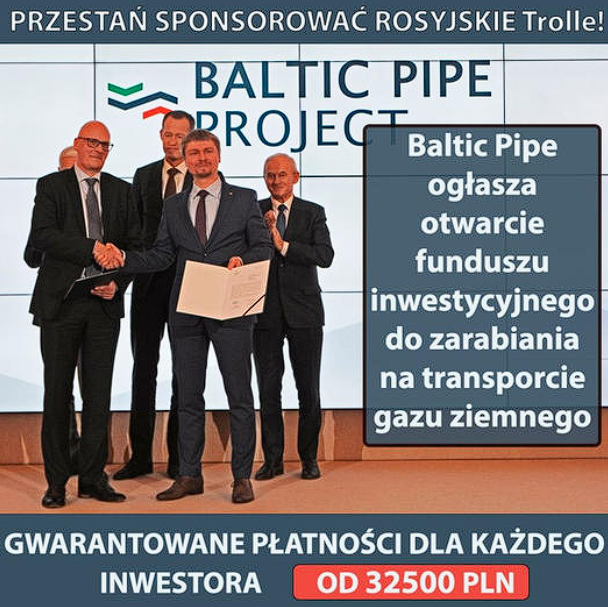 PRZESTAŃ SPONSOROWAĆ ROSYJSKIE Trolle!
BALTIC PIPE
PROJECT
Baltic Pipe
ogłasza
otwarcie
funduszu
inwestycyjnego
do zarabiania
na transporcie
gazu ziemnego
GWARANTOWANE PŁATNOŚCI DLA KAŻDEGO
INWESTORA OD 32500 PLN